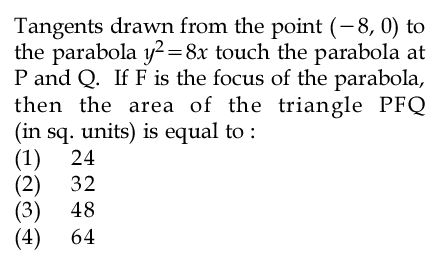 Tangents drawn from the point (−8, 0) to
the parabola y²=8x touch the parabola at
P and Q. If F is the focus of the parabola,
then the area of the triangle PFQ
(in sq. units) is equal to :
(1) 24
(2) 32
(3) 48
(4) 64